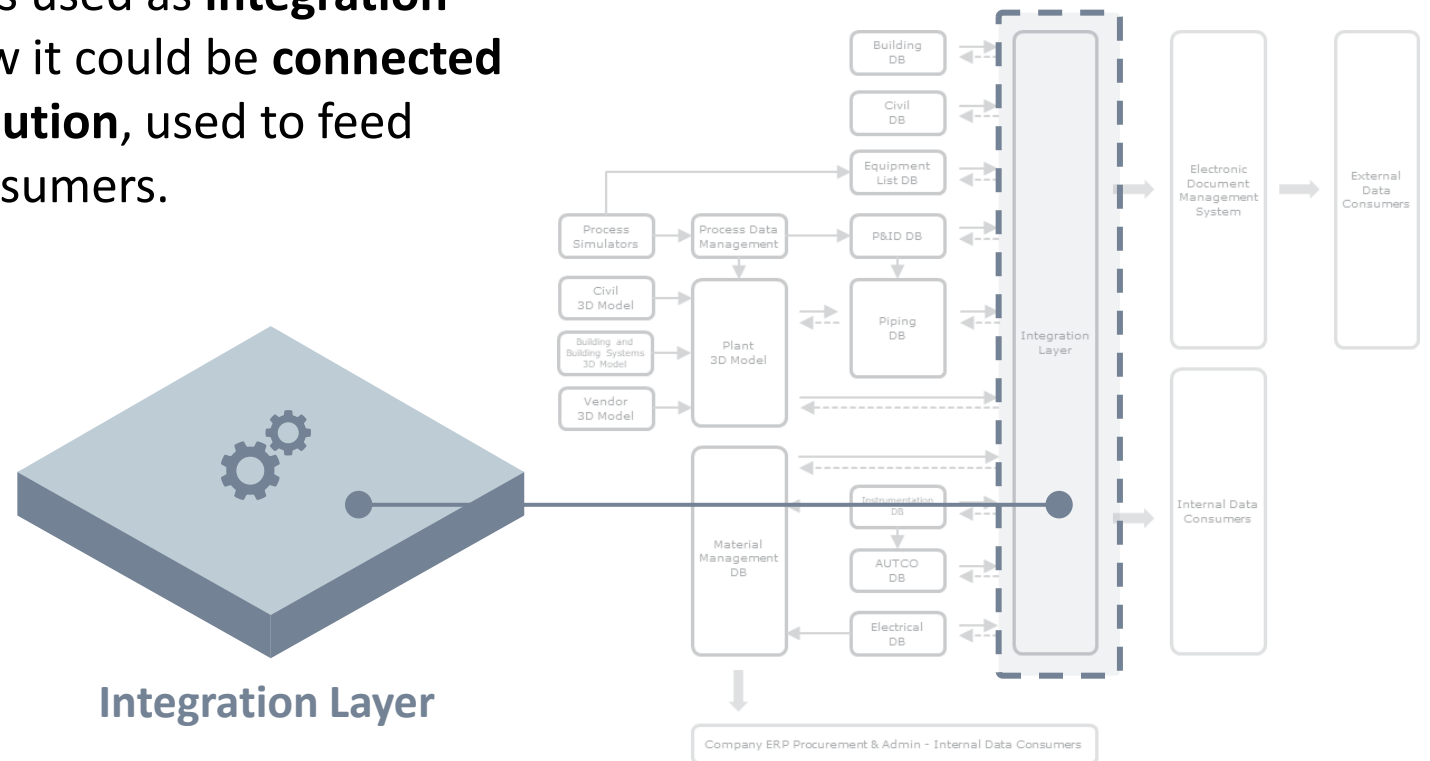 s used as integration
w it could be connected
ution, used to feed
sumers.
Building
DB
Civil
DB
Equipment
List DB
Process
Simulators
Process Data
Management
P&ID DB
Civil
3D Model
Building and
Building Systems
3D Model
Vendor
3D Model
Plant
3D Model
Piping
DB
Integration
Layer
Electronic
Document
Management
System
External
Data
Consumers
Internal Data
Consumers
Material
Management
DB
Instrumentation
DB
AUTCO
DB
Electrical
DB
Integration Layer
Company ERP Procurement & Admin - Internal Data Consumers